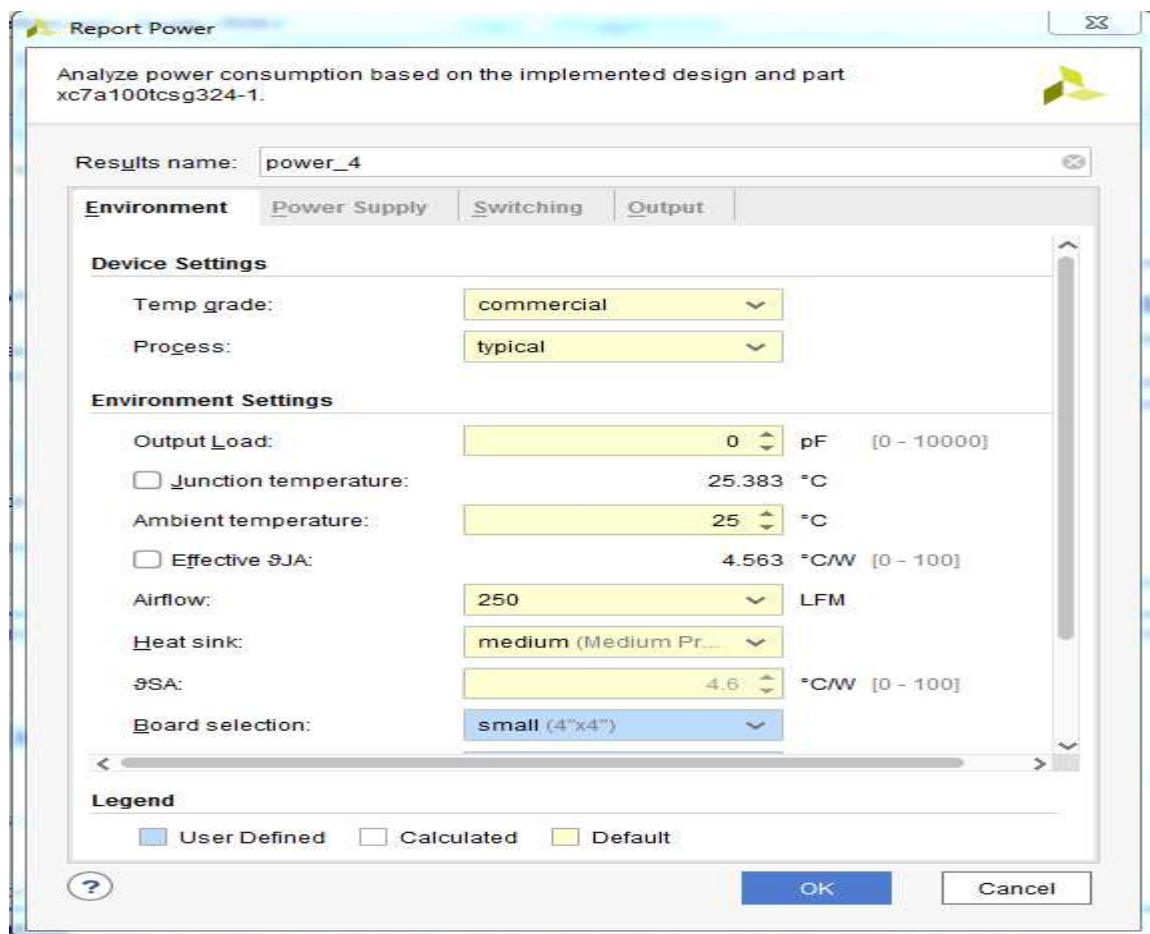 Report Power
Analyze power consumption based on the implemented design and part
xc7a100tcsg324-1.
Results name: power_4
Environment Power Supply Switching Output
Device Settings
Temp grade: commercial
Process: typical
Environment Settings
Output Load: 0 pF [0 - 10000]
Junction temperature: 25.383 °C
Ambient temperature: 25 °C
Effective ϑJA: 4.563 °C/W [0 - 100]
Airflow: 250 LFM
Heat sink: medium (Medium Pr...
ϑSA: 4.6 °C/W [0 - 100]
Board selection: small (4"x4")
Legend
User Defined Calculated Default
? OK Cancel